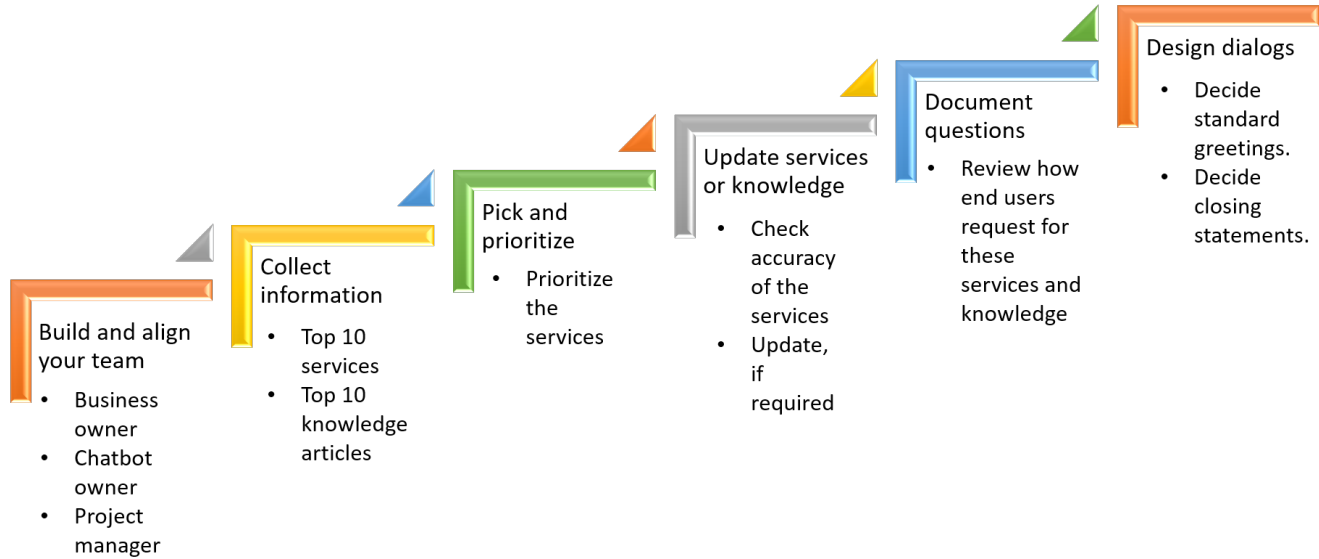 Build and align
your team
• Business
owner
• Chatbot
owner
• Project
manager
Collect
information
• Top 10
services
• Top 10
knowledge
articles
Pick and
prioritize
• Prioritize
the
services
Update services
or knowledge
• Check
accuracy
of the
services
• Update,
if
required
Document
questions
• Review how
end users
request for
these
services and
knowledge
Design dialogs
• Decide
standard
greetings.
• Decide
closing
statements.